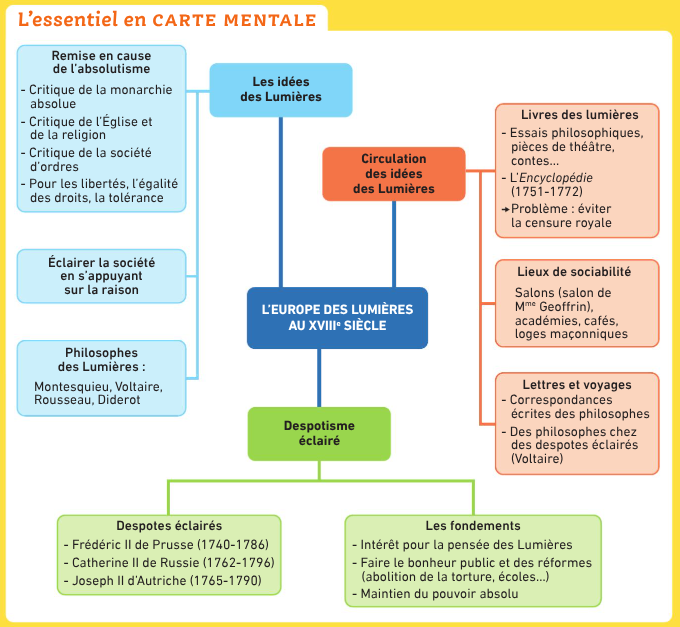 L'essentiel en CARTE MENTALE
Remise en cause
de l'absolutisme
- Critique de la monarchie
absolue
- Critique de l'Église et
de la religion
- Critique de la société
d'ordres
- Pour les libertés, l'égalité
des droits, la tolérance
Éclairer la société
en s'appuyant
sur la raison
Philosophes
des Lumières :
Montesquieu, Voltaire,
Rousseau, Diderot
Les idées
des Lumières
Circulation
des idées
des Lumières
Livres des lumières
- Essais philosophiques,
pièces de théâtre,
contes...
- L'Encyclopédie
(1751-1772)
→ Problème : éviter
la censure royale
Lieux de sociabilité
Salons (salon de
Mme Geoffrin),
académies, cafés,
loges maçonniques
Lettres et voyages
- Correspondances
écrites des philosophes
- Des philosophes chez
des despotes éclairés
(Voltaire)
L'EUROPE DES LUMIÈRES
AU XVIIIe SIÈCLE
Despotisme
éclairé
Despotes éclairés
- Frédéric II de Prusse (1740-1786)
- Catherine II de Russie (1762-1796)
- Joseph II d'Autriche (1765-1790)
Les fondements
- Intérêt pour la pensée des Lumières
- Faire le bonheur public et des réformes
(abolition de la torture, écoles...)
- Maintien du pouvoir absolu